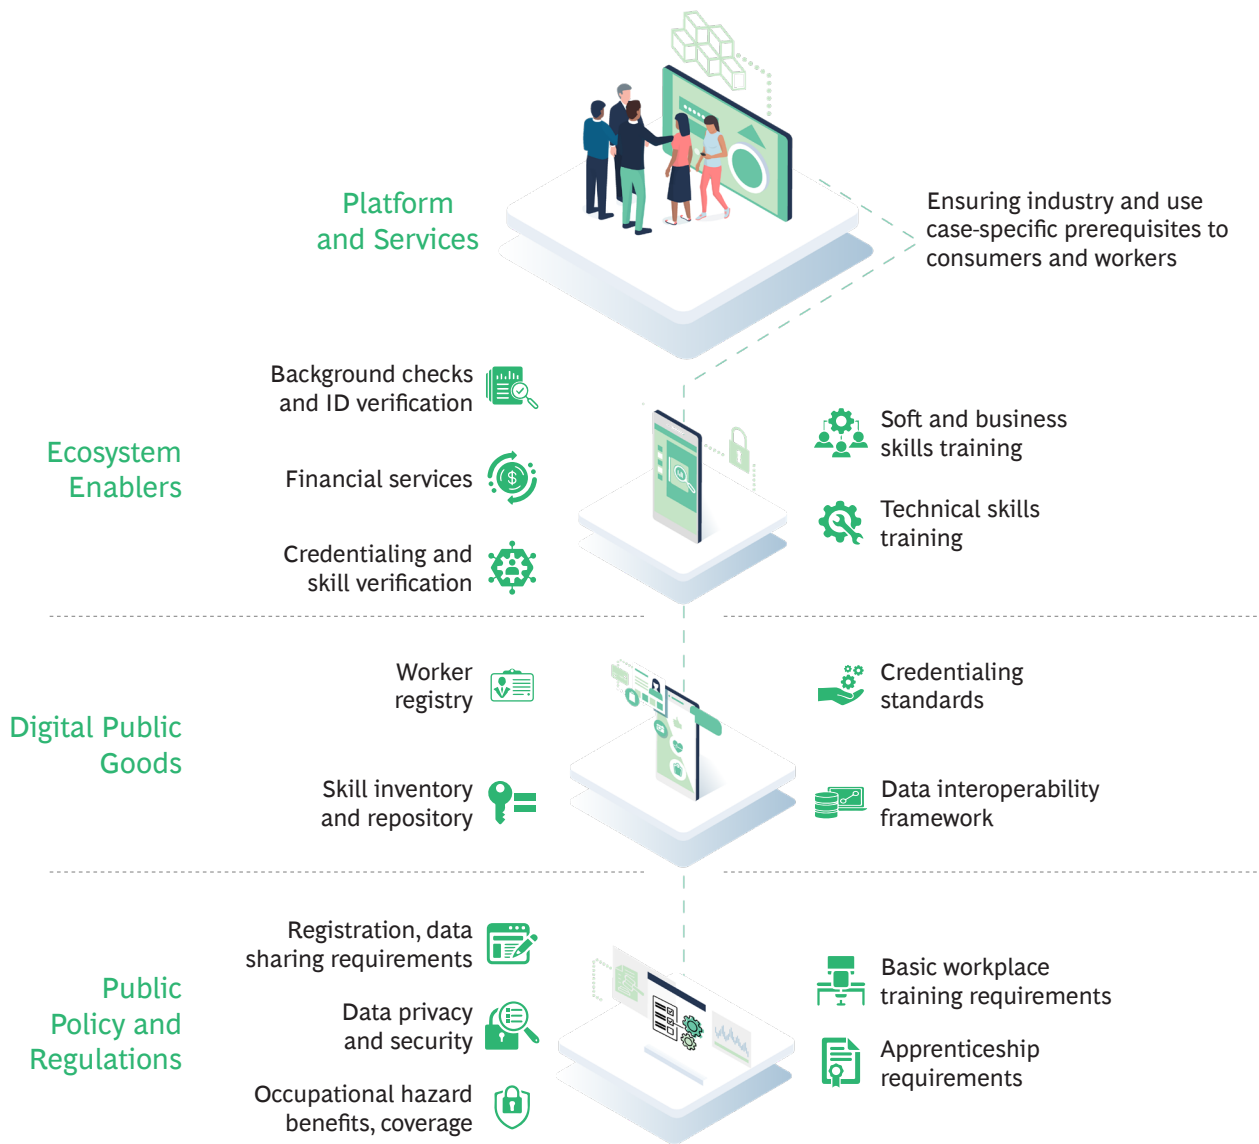 Platform
and Services
Ensuring industry and use
case-specific prerequisites to
consumers and workers
Ecosystem
Enablers
Background checks
and ID verification
Financial services
Credentialing and
skill verification
Soft and business
skills training
Technical skills
training
Digital Public
Goods
Worker
registry
Skill inventory
and repository
Credentialing
standards
Data interoperability
framework
Public
Policy and
Regulations
Registration, data
sharing requirements
Data privacy
and security
Occupational hazard
benefits, coverage
Basic workplace
training requirements
Apprenticeship
requirements